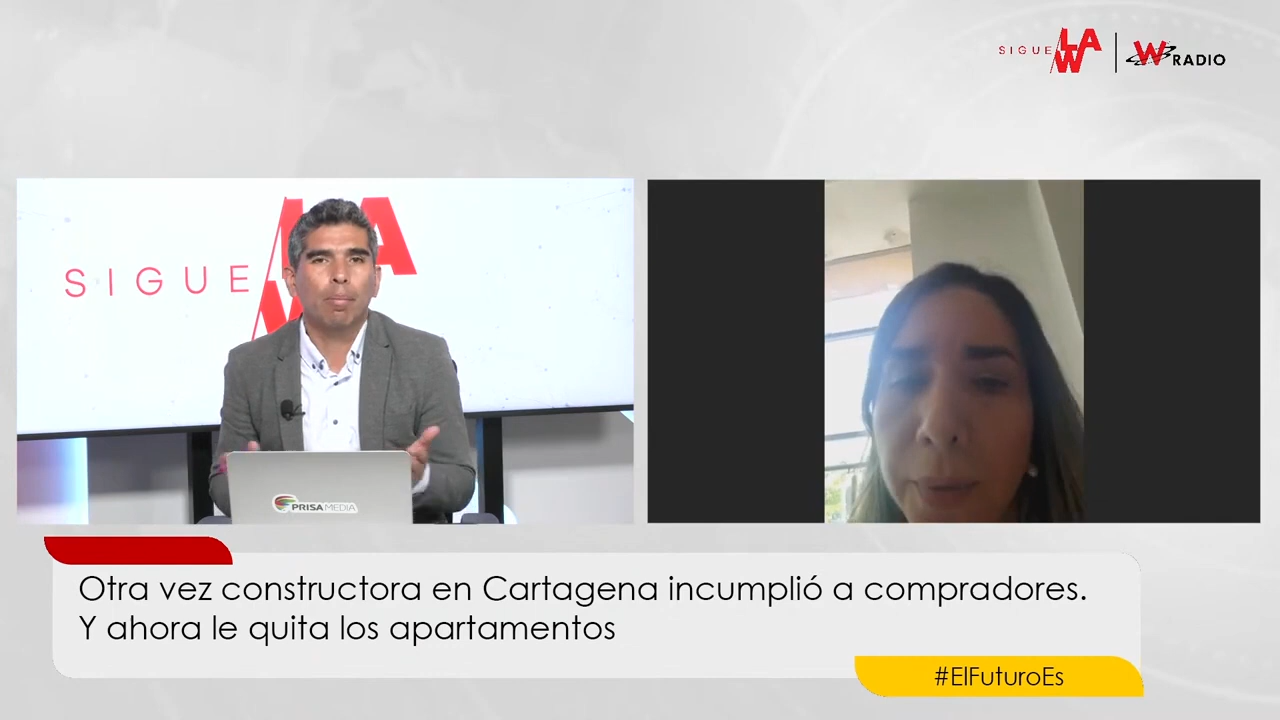 SIGUE LA W | W RADIO
SIGUE LA W
PRISA MEDIA
Otra vez constructora en Cartagena incumplió a compradores.
Y ahora le quita los apartamentos
#ElFuturoEs